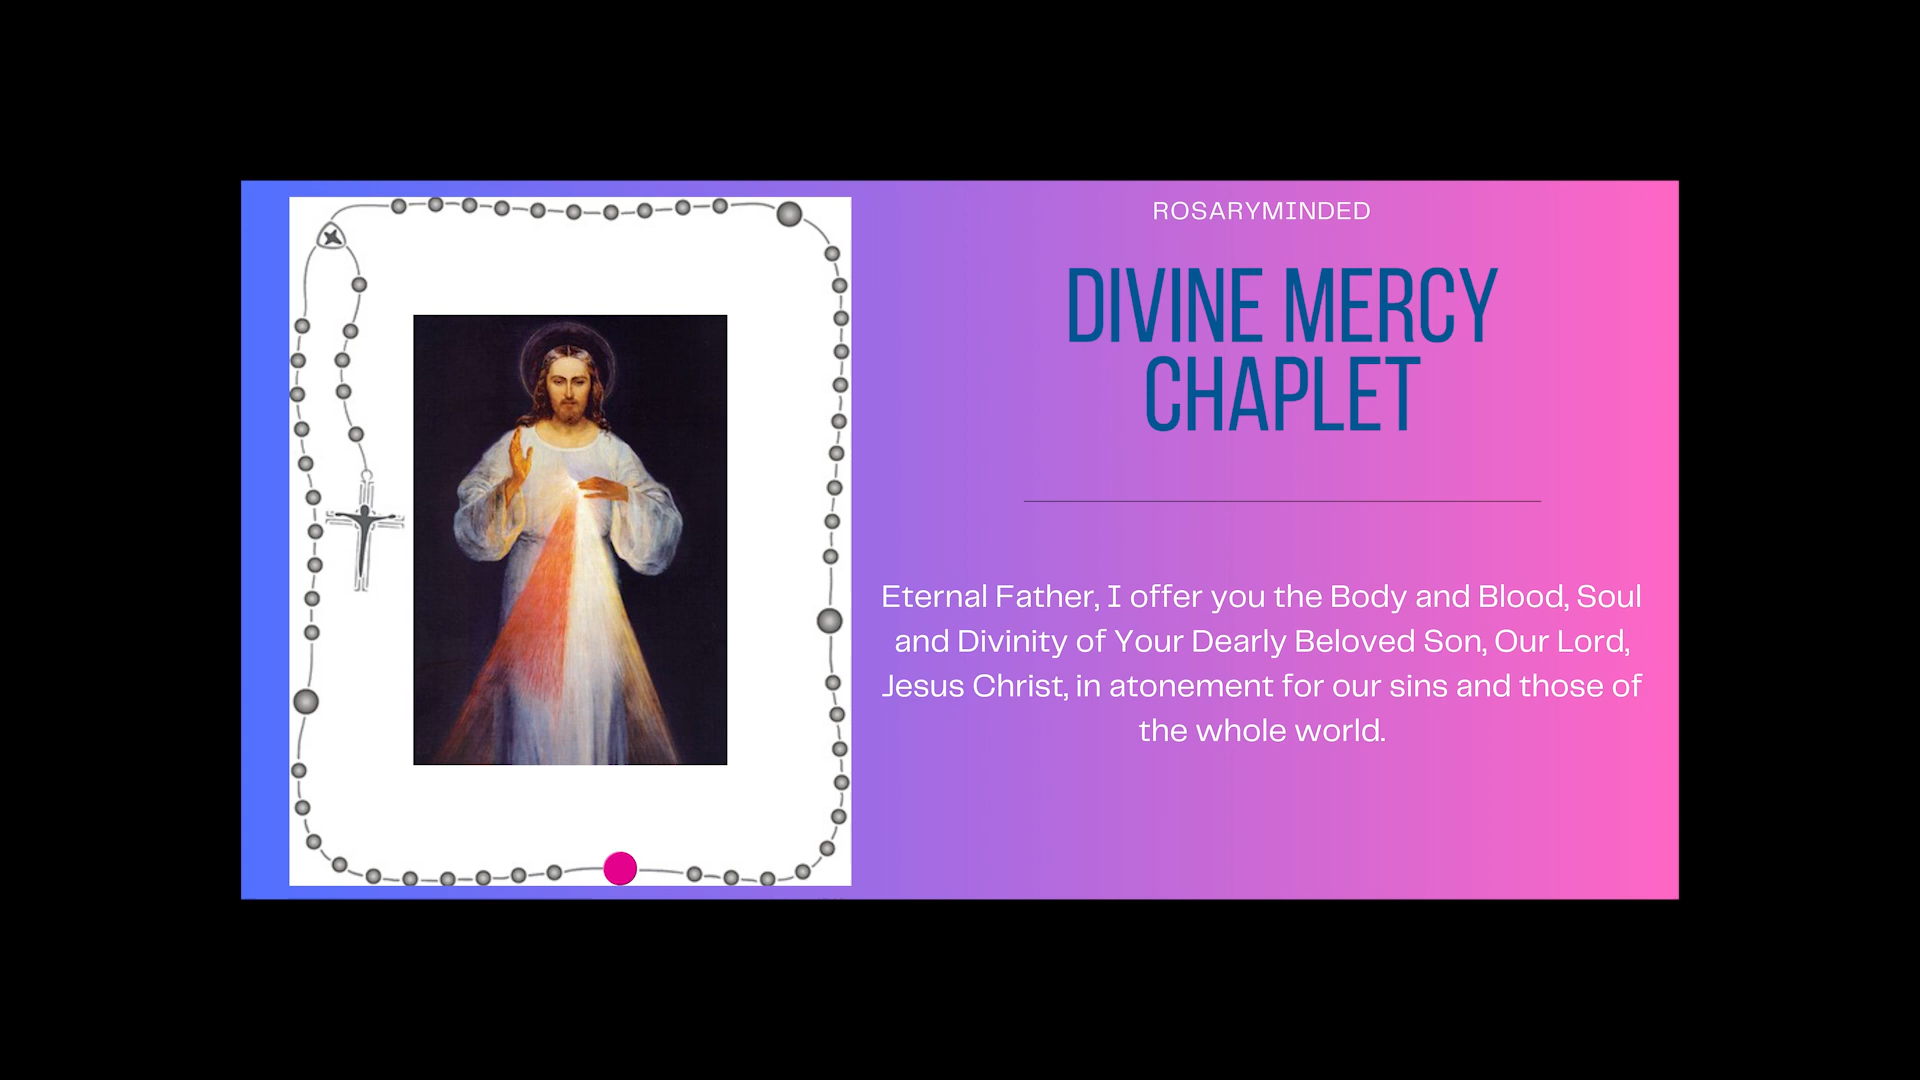 ROSARYMINDED
DIVINE MERCY
CHAPLET
Eternal Father, I offer you the Body and Blood, Soul
and Divinity of Your Dearly Beloved Son, Our Lord,
Jesus Christ, in atonement for our sins and those of
the whole world.